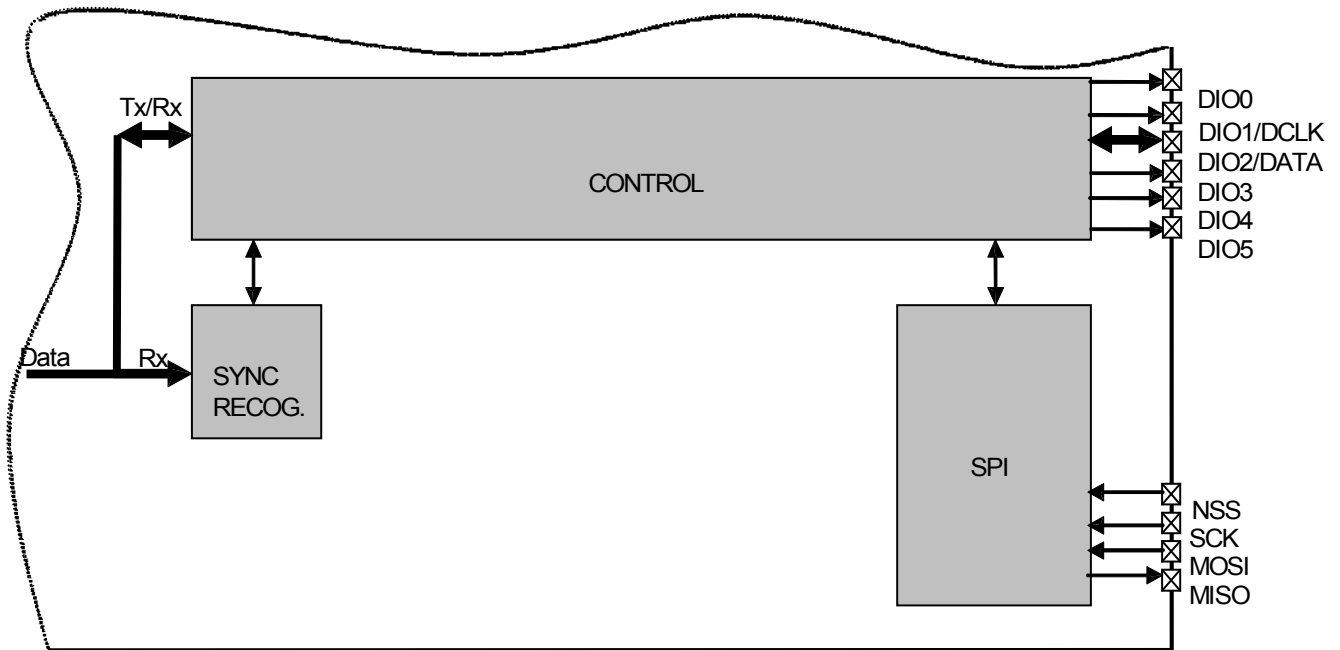 Tx/Rx
DIO0
DIO1/DCLK
DIO2/DATA
DIO3
DIO4
DIO5
CONTROL
Data
Rx
SYNC
RECOG.
SPI
NSS
SCK
MOSI
MISO